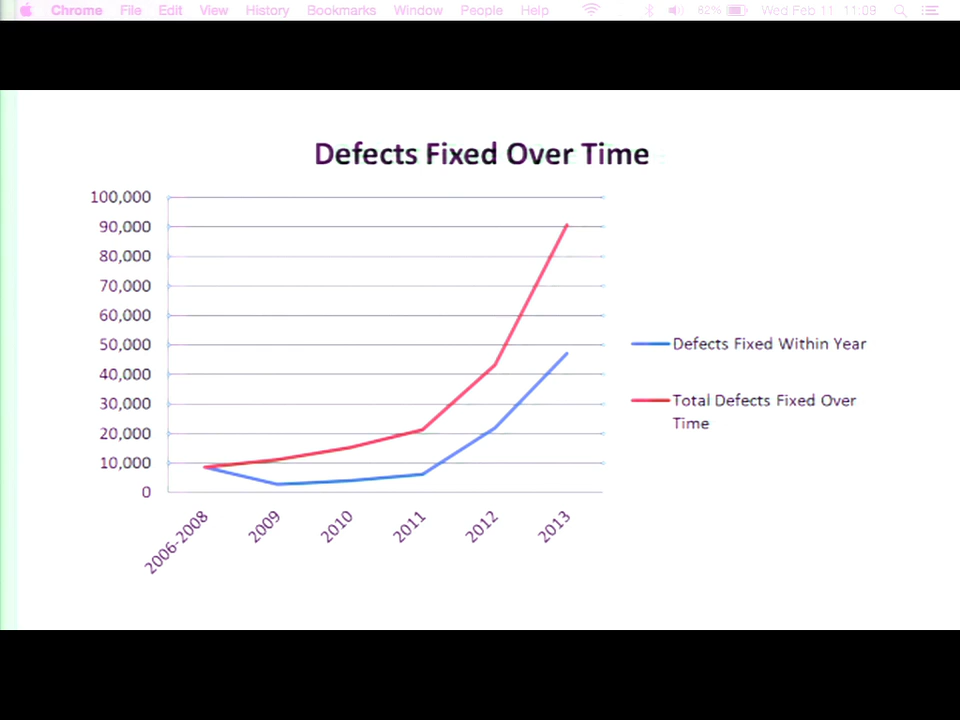 Chrome File Edit View History Bookmarks Window People Help 62% Wed Feb 11 11:09
Defects Fixed Over Time
100,000
90,000
80,000
70,000
60,000
50,000
40,000
30,000
20,000
10,000
0
2006-2008 2009 2010 2011 2012 2013
Defects Fixed Within Year
Total Defects Fixed Over
Time